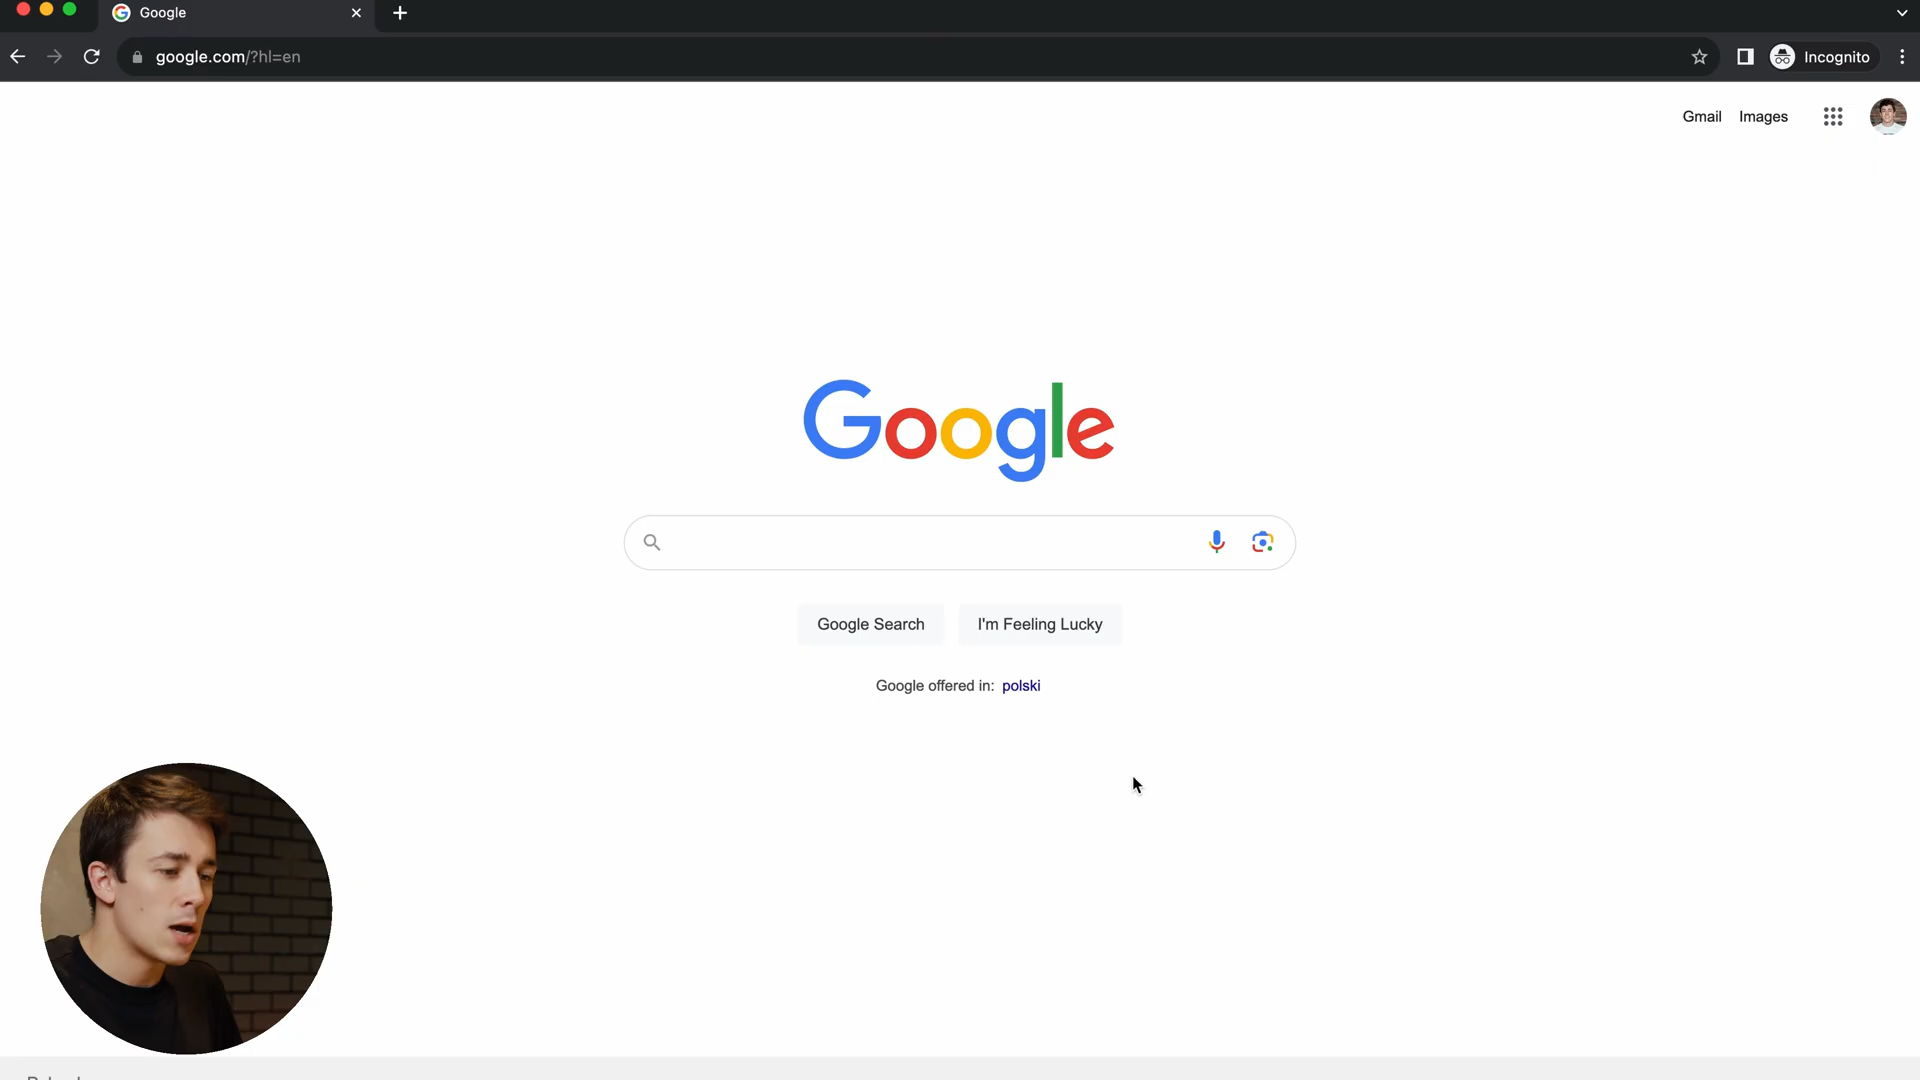 Google
google.com/?hl=en
Incognito
Gmail Images
Google
Google Search I'm Feeling Lucky
Google offered in: polski